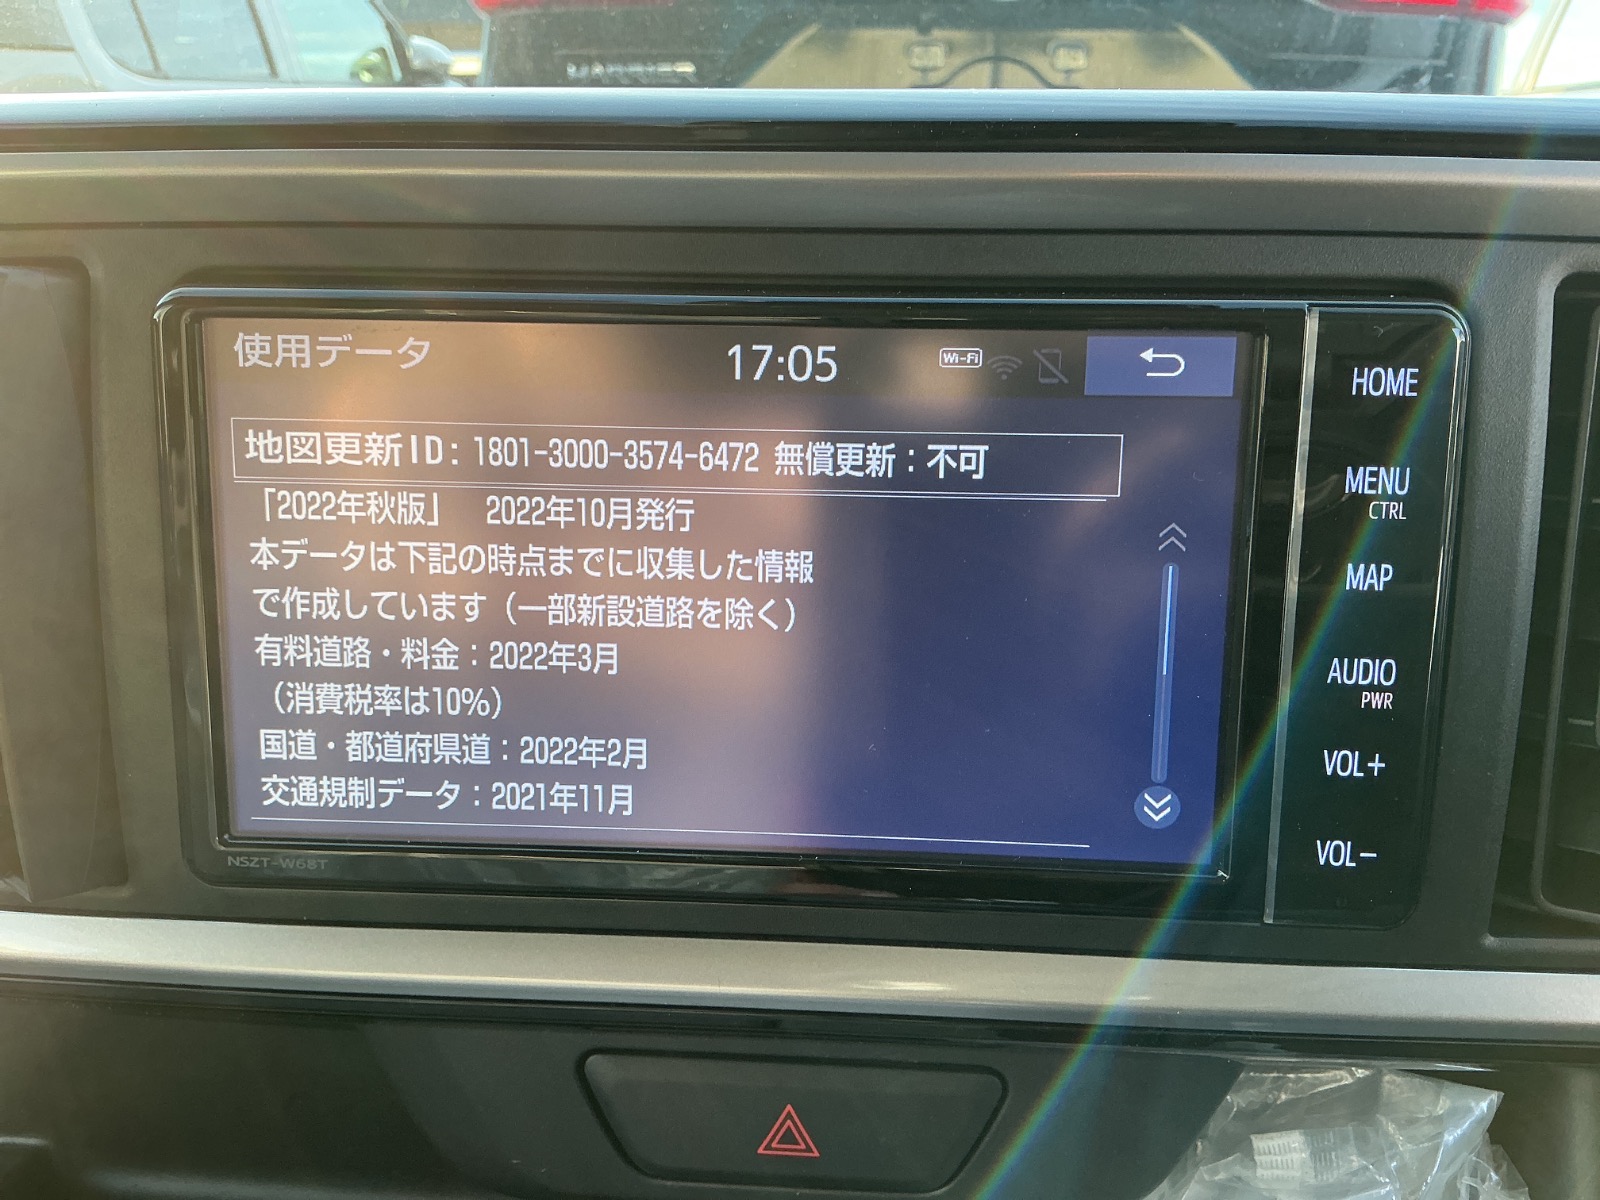 使用データ 17:05 Wi-Fi
地図更新ID: 1801-3000-3574-6472 無償更新：不可
「2022年秋版」 2022年10月発行
本データは下記の時点までに収集した情報
で作成しています（一部新設道路を除く）
有料道路・料金：2022年3月
（消費税率は10%）
国道・都道府県道：2022年2月
交通規制データ：2021年11月
NSZT-W68T
HOME
MENU
CTRL
MAP
AUDIO
PWR
VOL+
VOL−